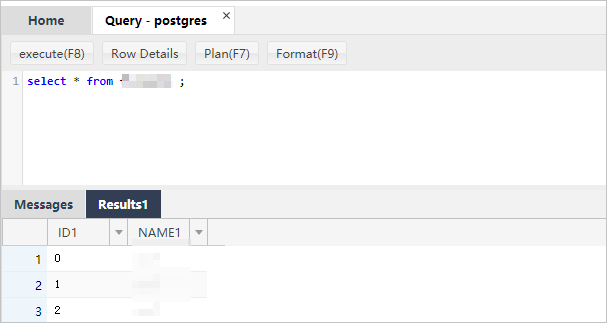 Home Query - postgres ×
execute(F8) Row Details Plan(F7) Format(F9)
1 select * from ;
Messages Results1
ID1 NAME1
1 0
2 1
3 2